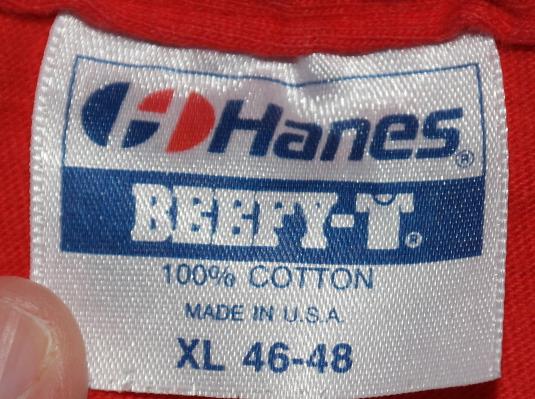 Hanes®
BEEFY-T®
100% COTTON
MADE IN U.S.A.
XL 46-48